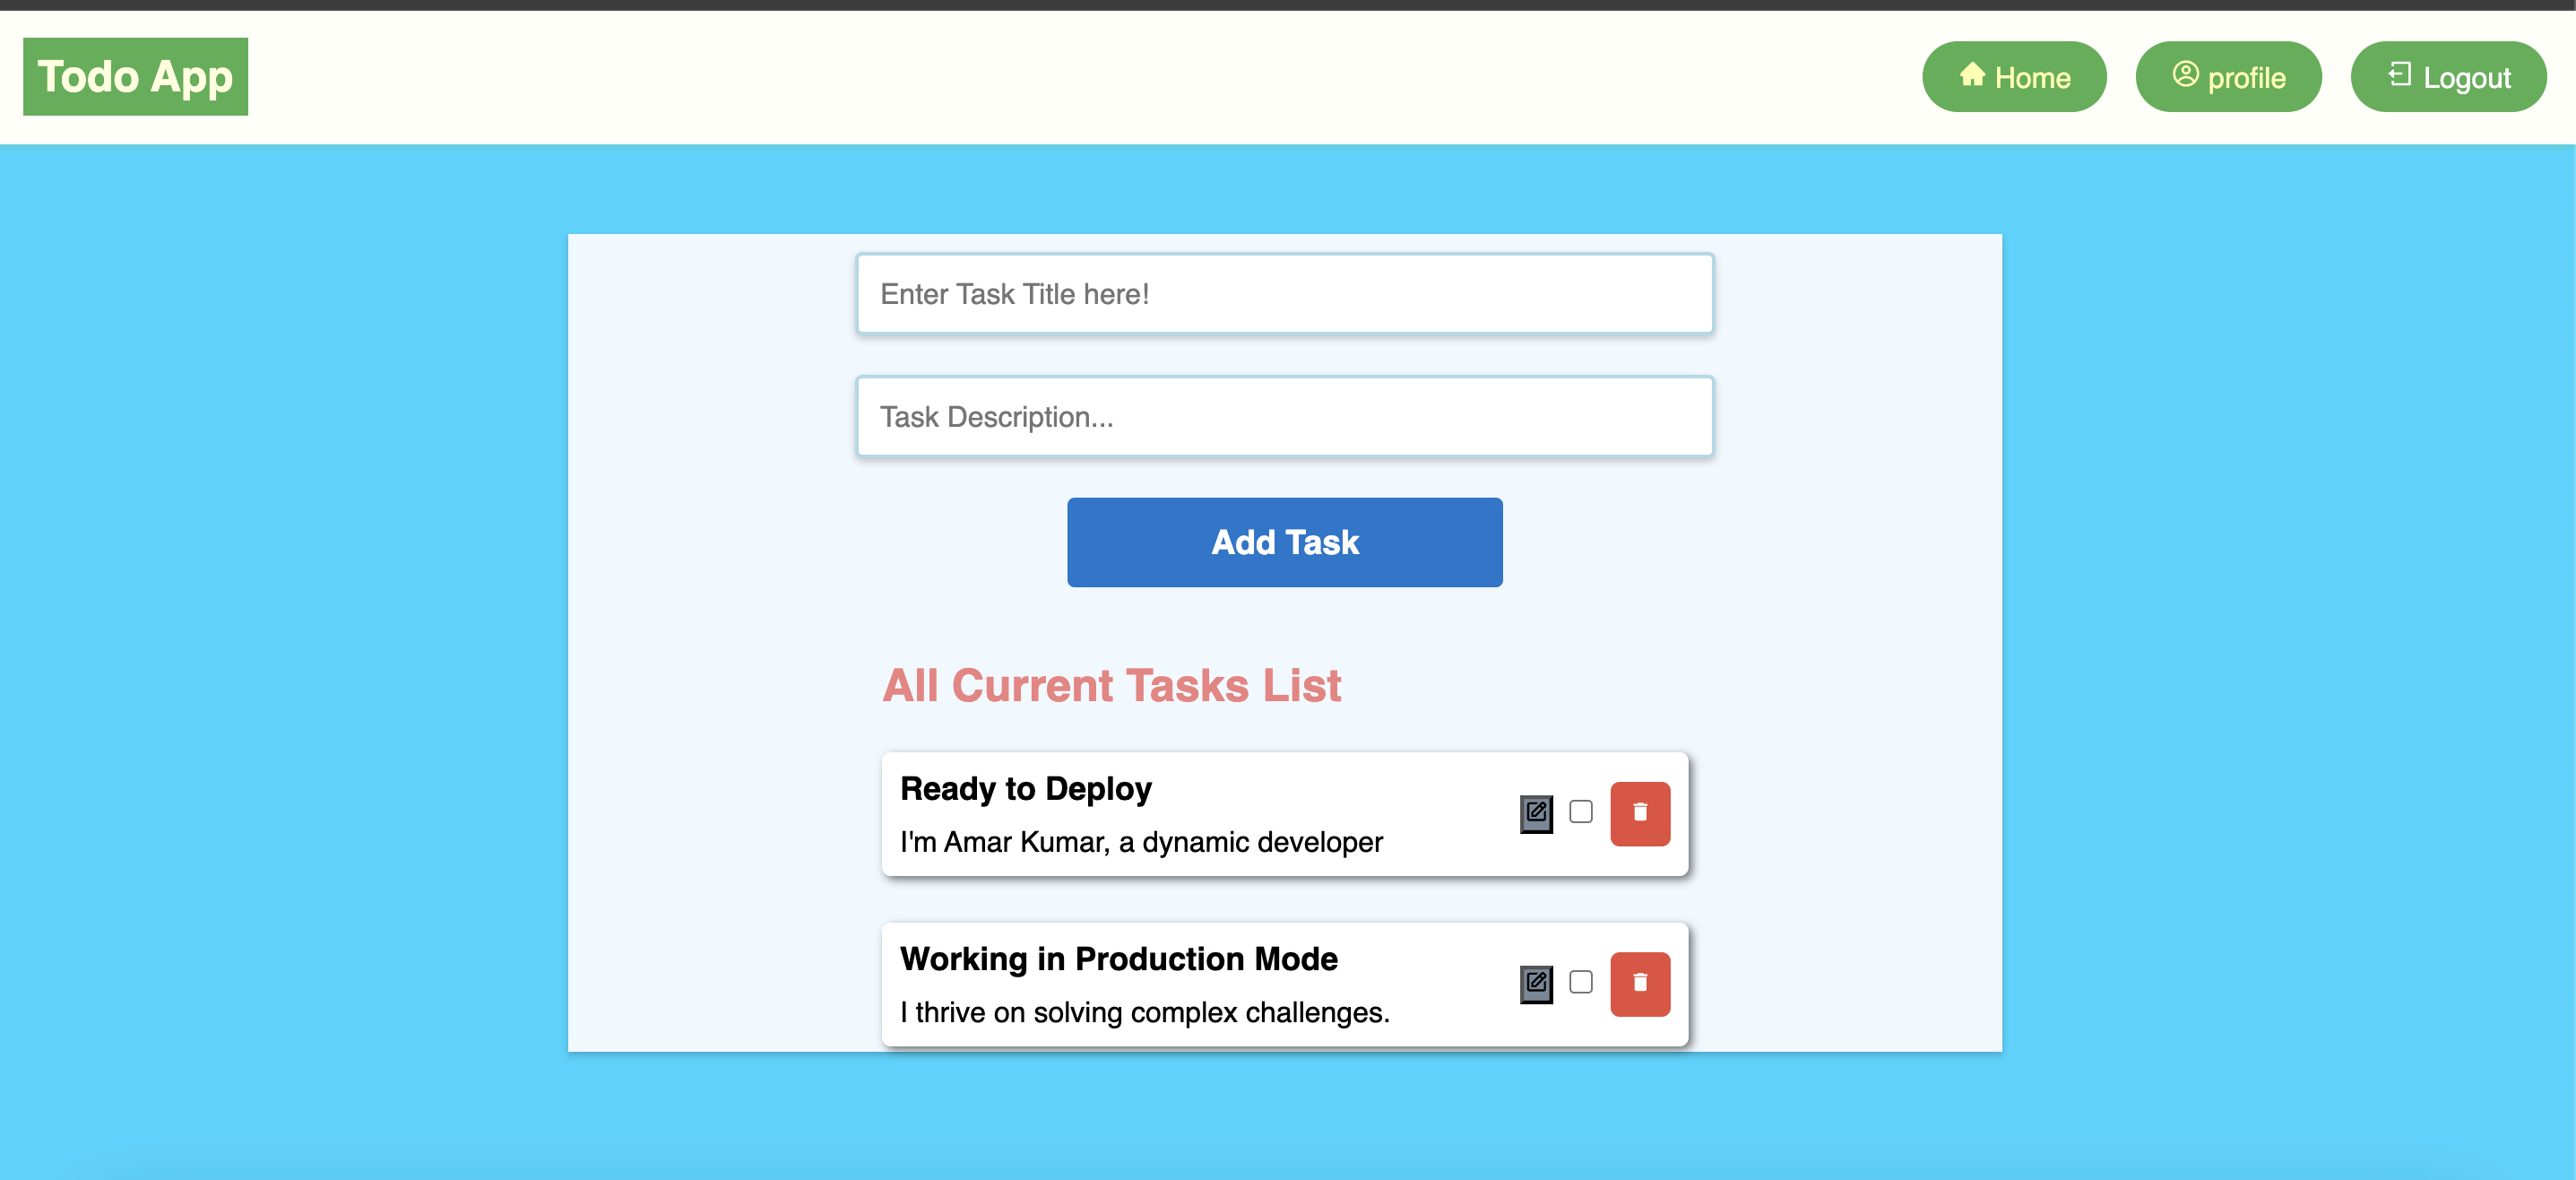 Todo App
Home
profile
Logout
Enter Task Title here!
Task Description...
Add Task
All Current Tasks List
Ready to Deploy
I'm Amar Kumar, a dynamic developer
Working in Production Mode
I thrive on solving complex challenges.